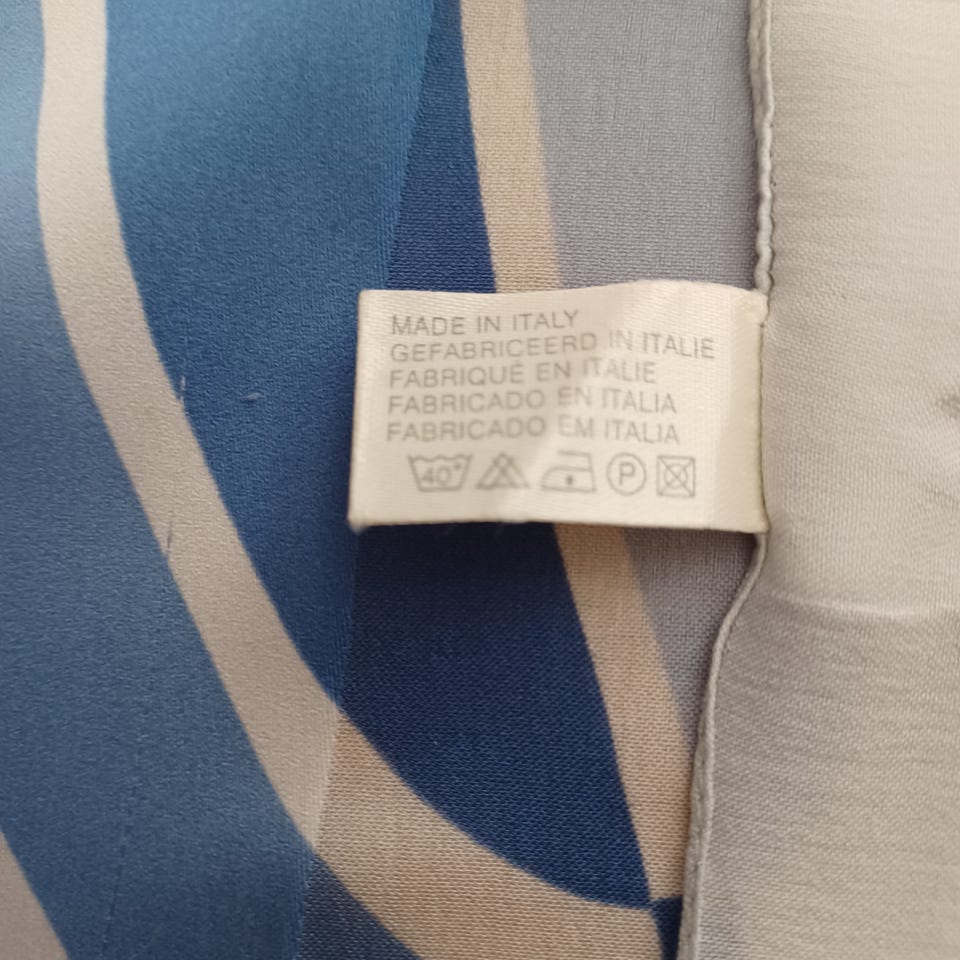 MADE IN ITALY
GEFABRICEERD IN ITALIE
FABRIQUÉ EN ITALIE
FABRICADO EN ITALIA
FABRICADO EM ITALIA
40° P